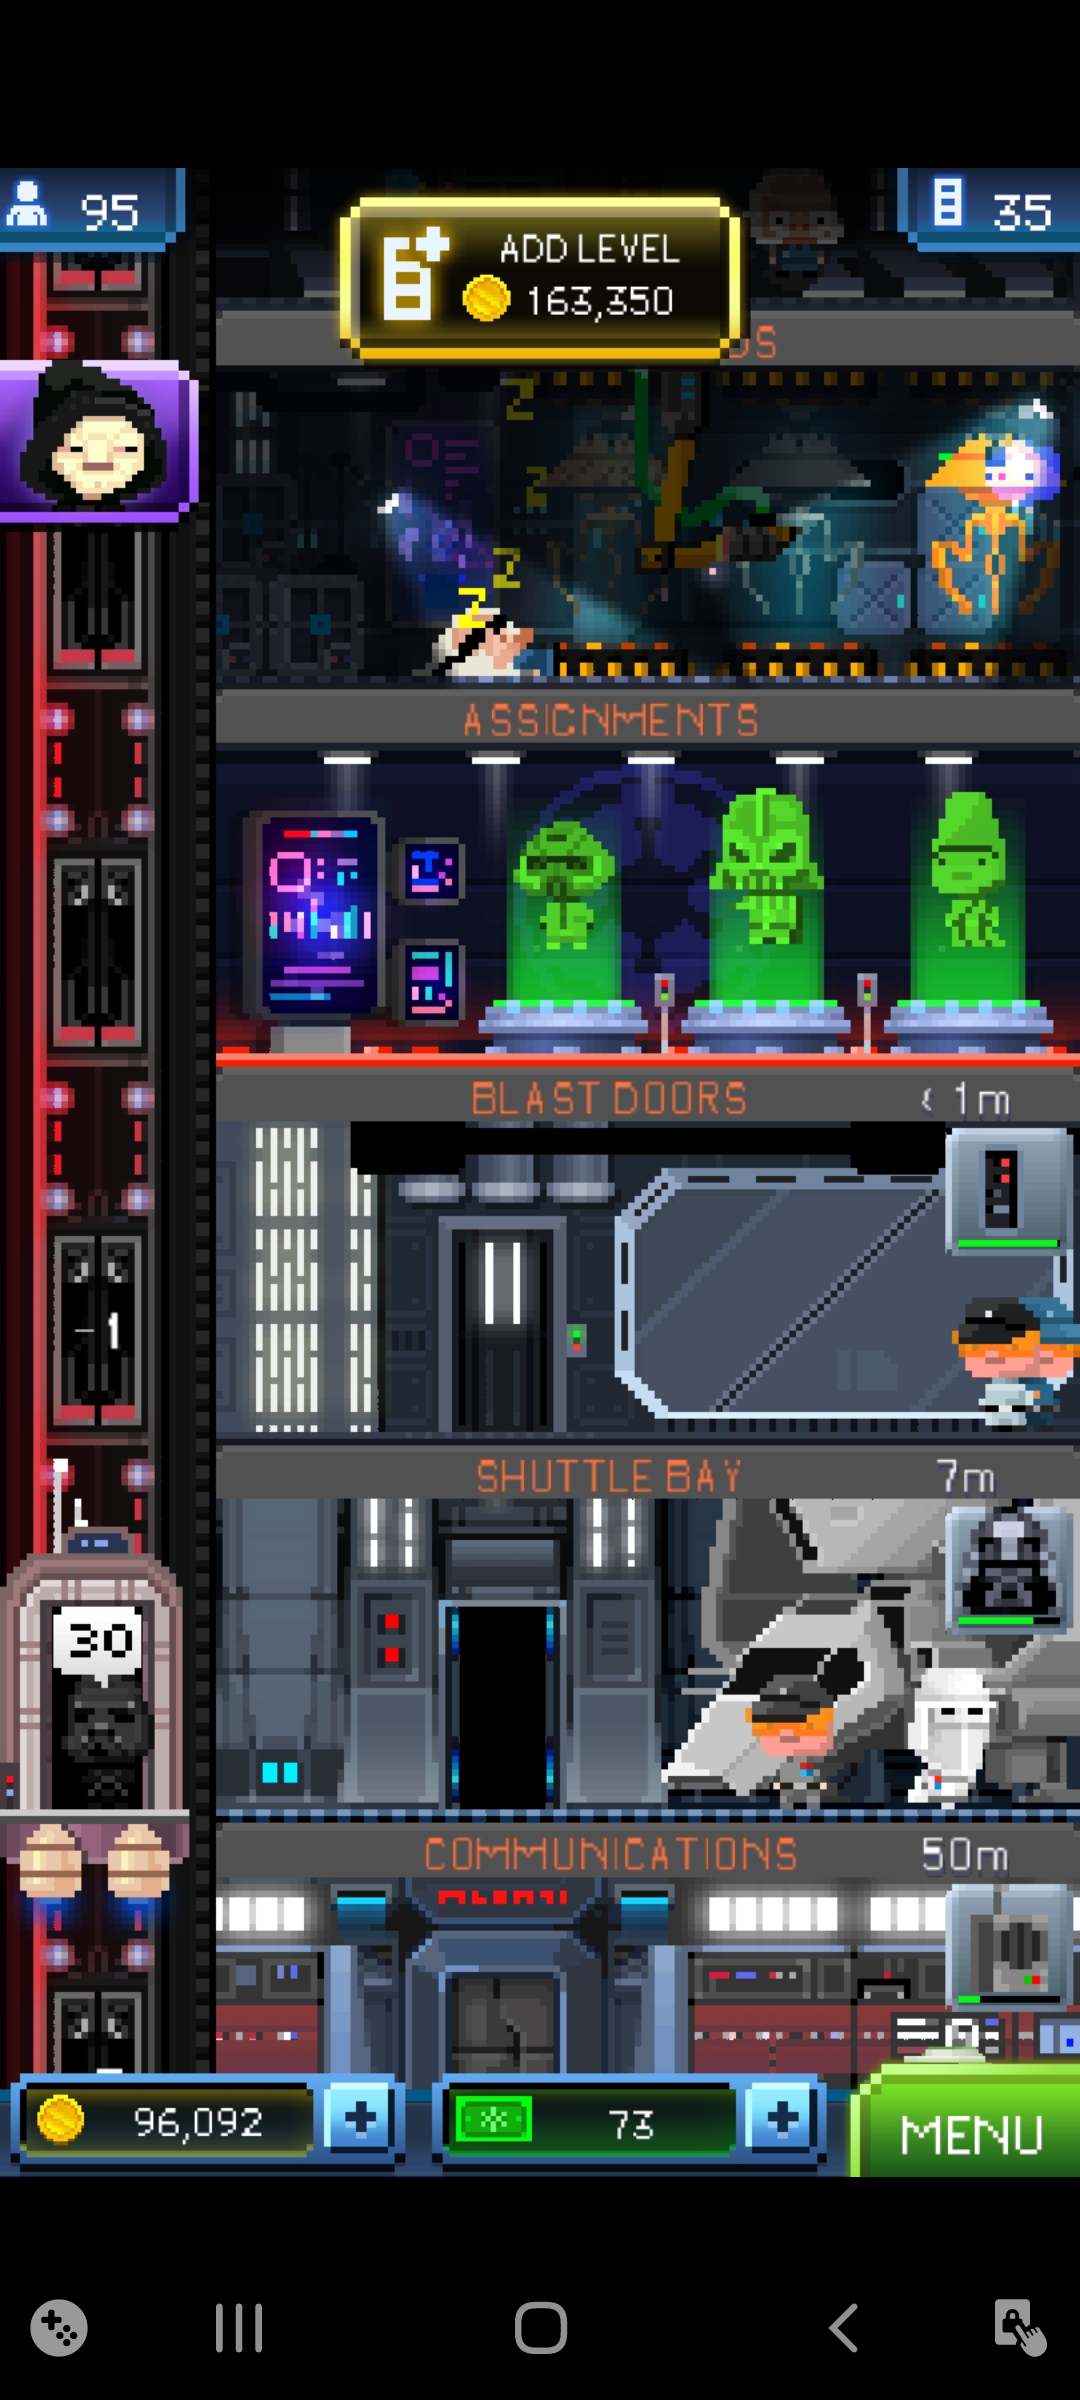 95
ADD LEVEL
163,350
35
DS
Z
Z
Z
Z
ASSIGNMENTS
BLAST DOORS
< 1m
-1
SHUTTLE BAY
7m
30
COMMUNICATIONS
50m
96,092
+
73
+
MENU